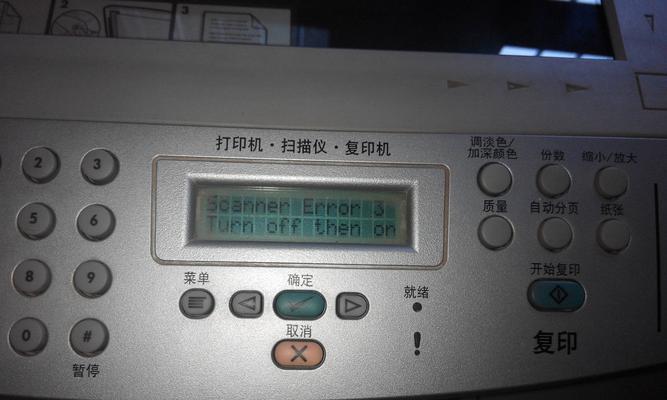 2
3
打印机·扫描仪·复印机
调淡色/
加深颜色
份数
缩小/放大
2
3
Scanner Error 3
Turn off then on
质量
自动分页
纸张
5
6
菜单
确定
就绪
开始复印
8
9
取消
!
复印
0
#
暂停